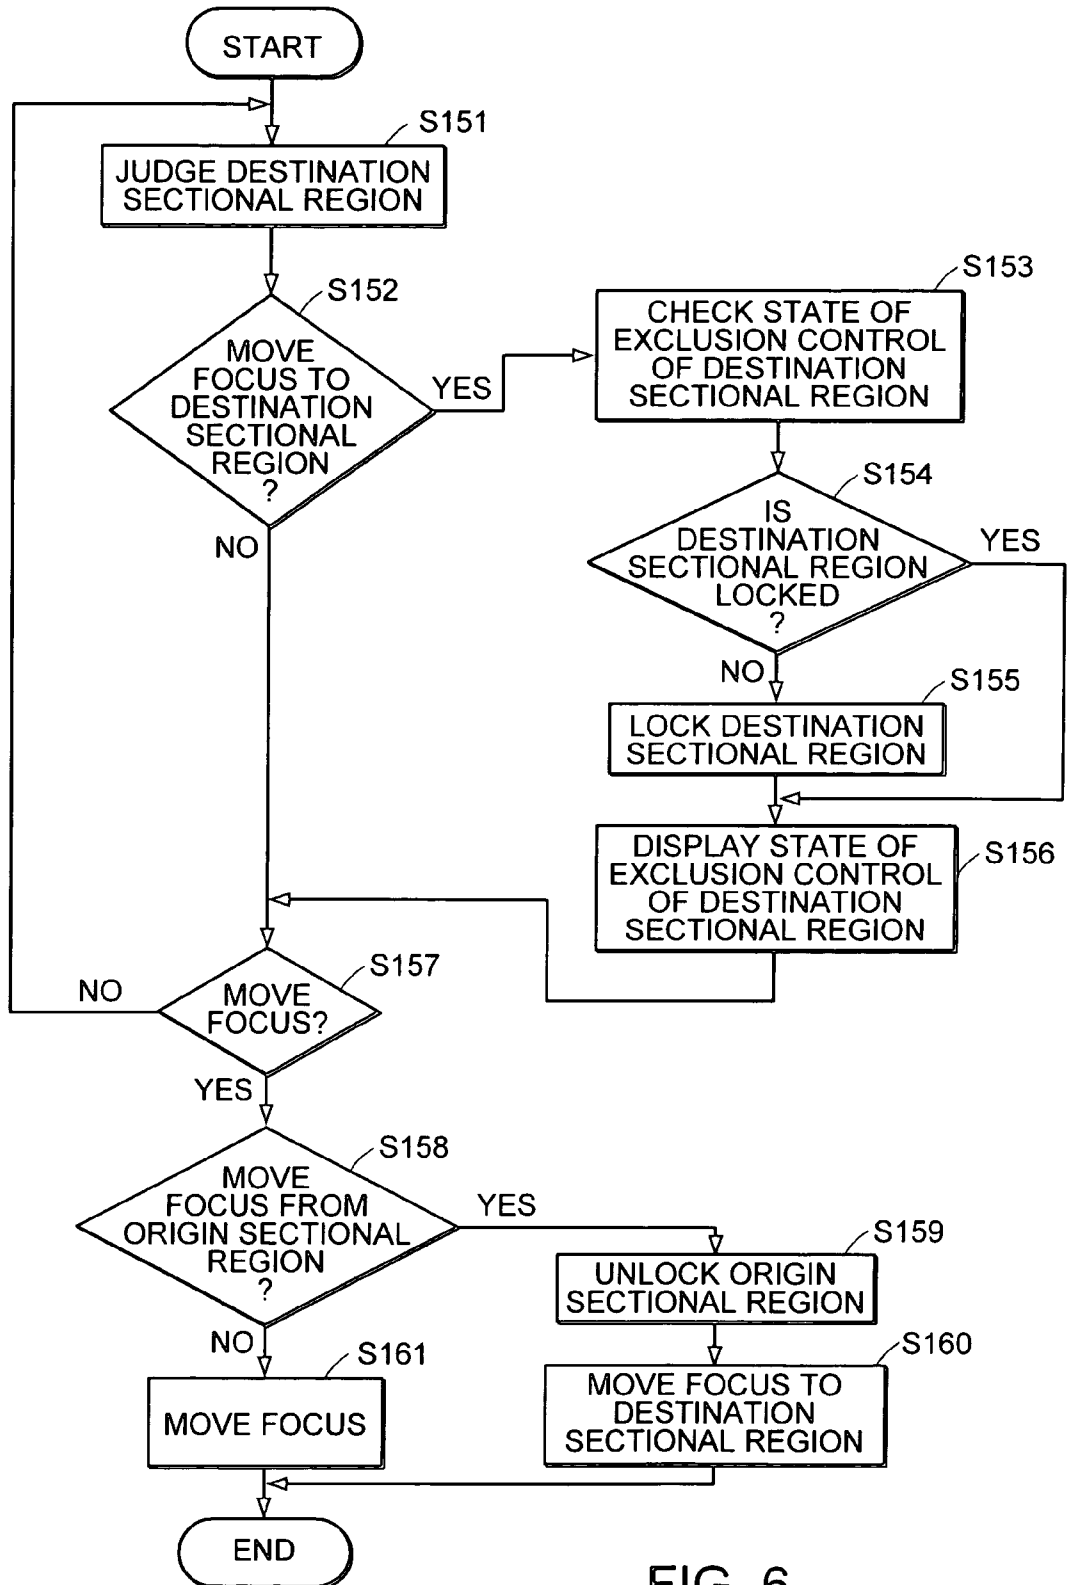 START
S151
JUDGE DESTINATION
SECTIONAL REGION
S152
MOVE
FOCUS TO
DESTINATION
SECTIONAL
REGION
?
YES
NO
S153
CHECK STATE OF
EXCLUSION CONTROL
OF DESTINATION
SECTIONAL REGION
S154
IS
DESTINATION
SECTIONAL REGION
LOCKED
?
YES
NO
S155
LOCK DESTINATION
SECTIONAL REGION
S156
DISPLAY STATE OF
EXCLUSION CONTROL
OF DESTINATION
SECTIONAL REGION
S157
MOVE
FOCUS?
NO
YES
S158
MOVE
FOCUS FROM
ORIGIN SECTIONAL
REGION
?
YES
NO
S159
UNLOCK ORIGIN
SECTIONAL REGION
S160
MOVE FOCUS TO
DESTINATION
SECTIONAL REGION
S161
MOVE FOCUS
END
FIG. 6